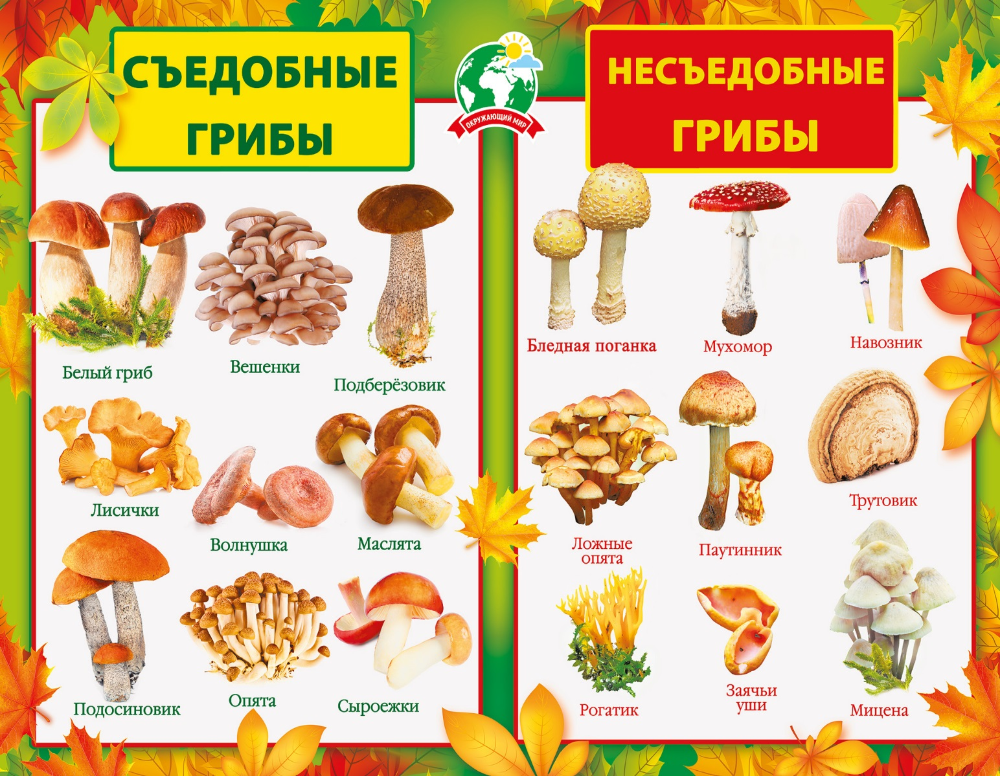 СЪЕДОБНЫЕ
ГРИБЫ
ОКРУЖАЮЩИЙ МИР
НЕСЪЕДОБНЫЕ
ГРИБЫ
Белый гриб
Вешенки
Подберёзовик
Лисички
Волнушка
Маслята
Подосиновик
Опята
Сыроежки
Бледная поганка
Мухомор
Навозник
Ложные
опята
Паутинник
Трутовик
Рогатик
Заячьи
уши
Мицена